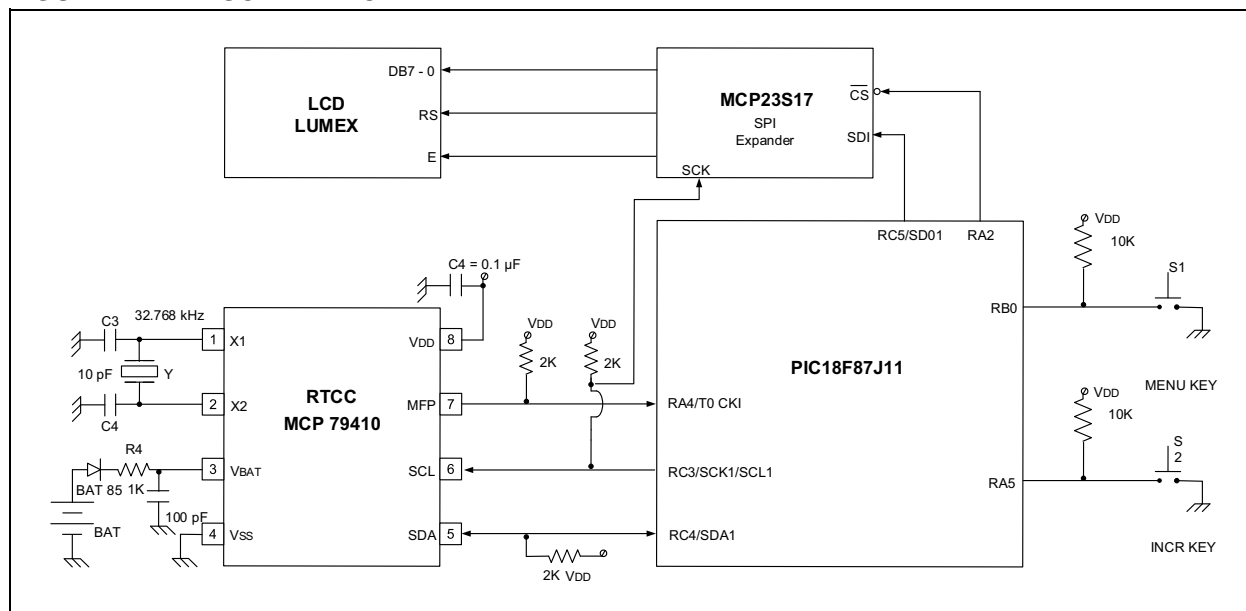 DB7 - 0
LCD
LUMEX
RS
E
MCP23S17
SPI
Expander
CS
SDI
SCK
RC5/SD01
RA2
VDD
10K
S1
RB0
MENU KEY
VDD
10K
S
2
RA5
INCR KEY
PIC18F87J11
RA4/T0 CKI
RC3/SCK1/SCL1
RC4/SDA1
C4 = 0.1 µF
VDD
2K
VDD
2K
2K VDD
C3
32.768 kHz
10 pF
Y
C4
R4
BAT 85
1K
100 pF
BAT
1
X1
2
X2
3
VBAT
4
VSS
RTCC
MCP 79410
VDD
8
MFP
7
SCL
6
SDA
5